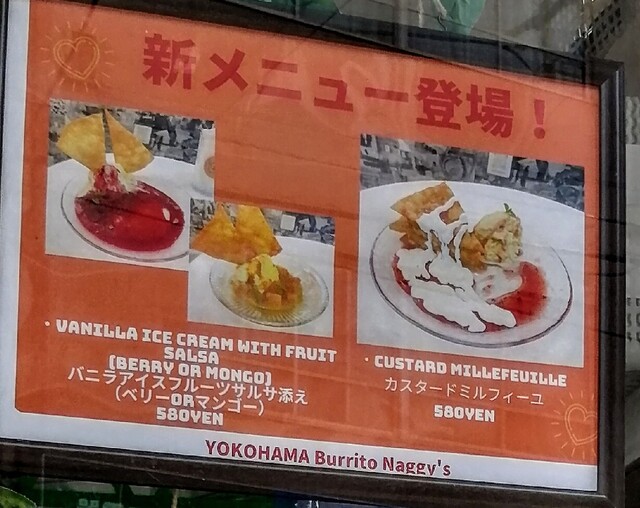 新メニュー登場！
・VANILLA ICE CREAM WITH FRUIT
SALSA
(BERRY OR MONGO)
バニラアイスフルーツサルサ添え
(ベリーORマンゴー)
580YEN
・CUSTARD MILLEFEUILLE
カスタードミルフィーユ
580YEN
YOKOHAMA Burrito Naggy's